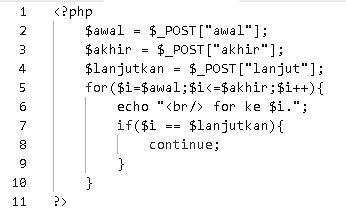 1 <?php
2 $awal = $_POST["awal"];
3 $akhir = $_POST["akhir"];
4 $lanjutkan = $_POST["lanjut"];
5 for($i=$awal;$i<=$akhir;$i++){
6 echo "<br/> for ke $i.";
7 if($i == $lanjutkan){
8 continue;
9 }
10 }
11 ?>